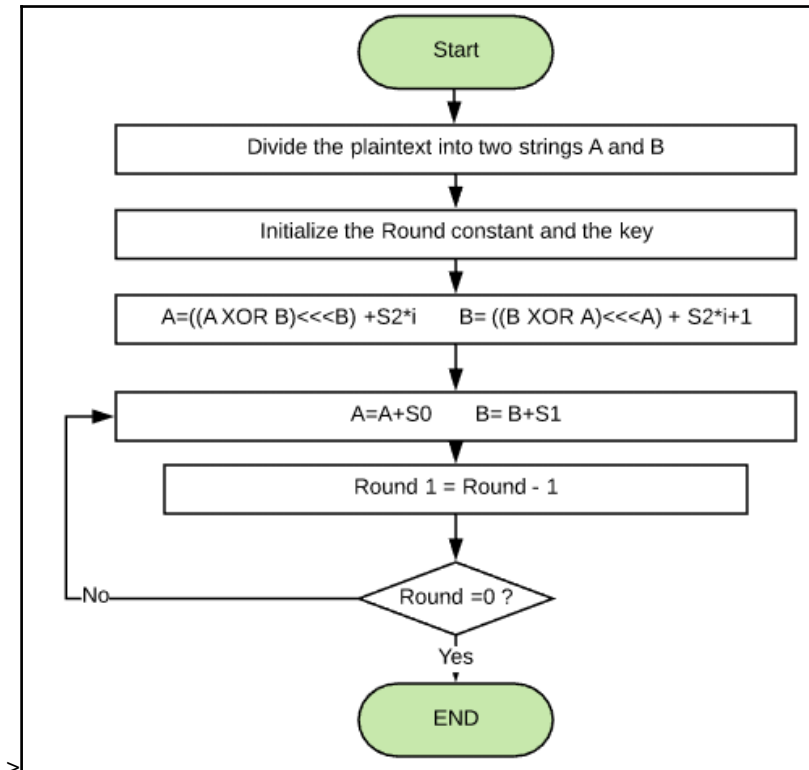 Start
Divide the plaintext into two strings A and B
Initialize the Round constant and the key
A=((A XOR B)<<<B) +S2*i B= ((B XOR A)<<<A) + S2*i+1
A=A+S0 B= B+S1
Round 1 = Round - 1
Round =0 ?
No
Yes
END
>